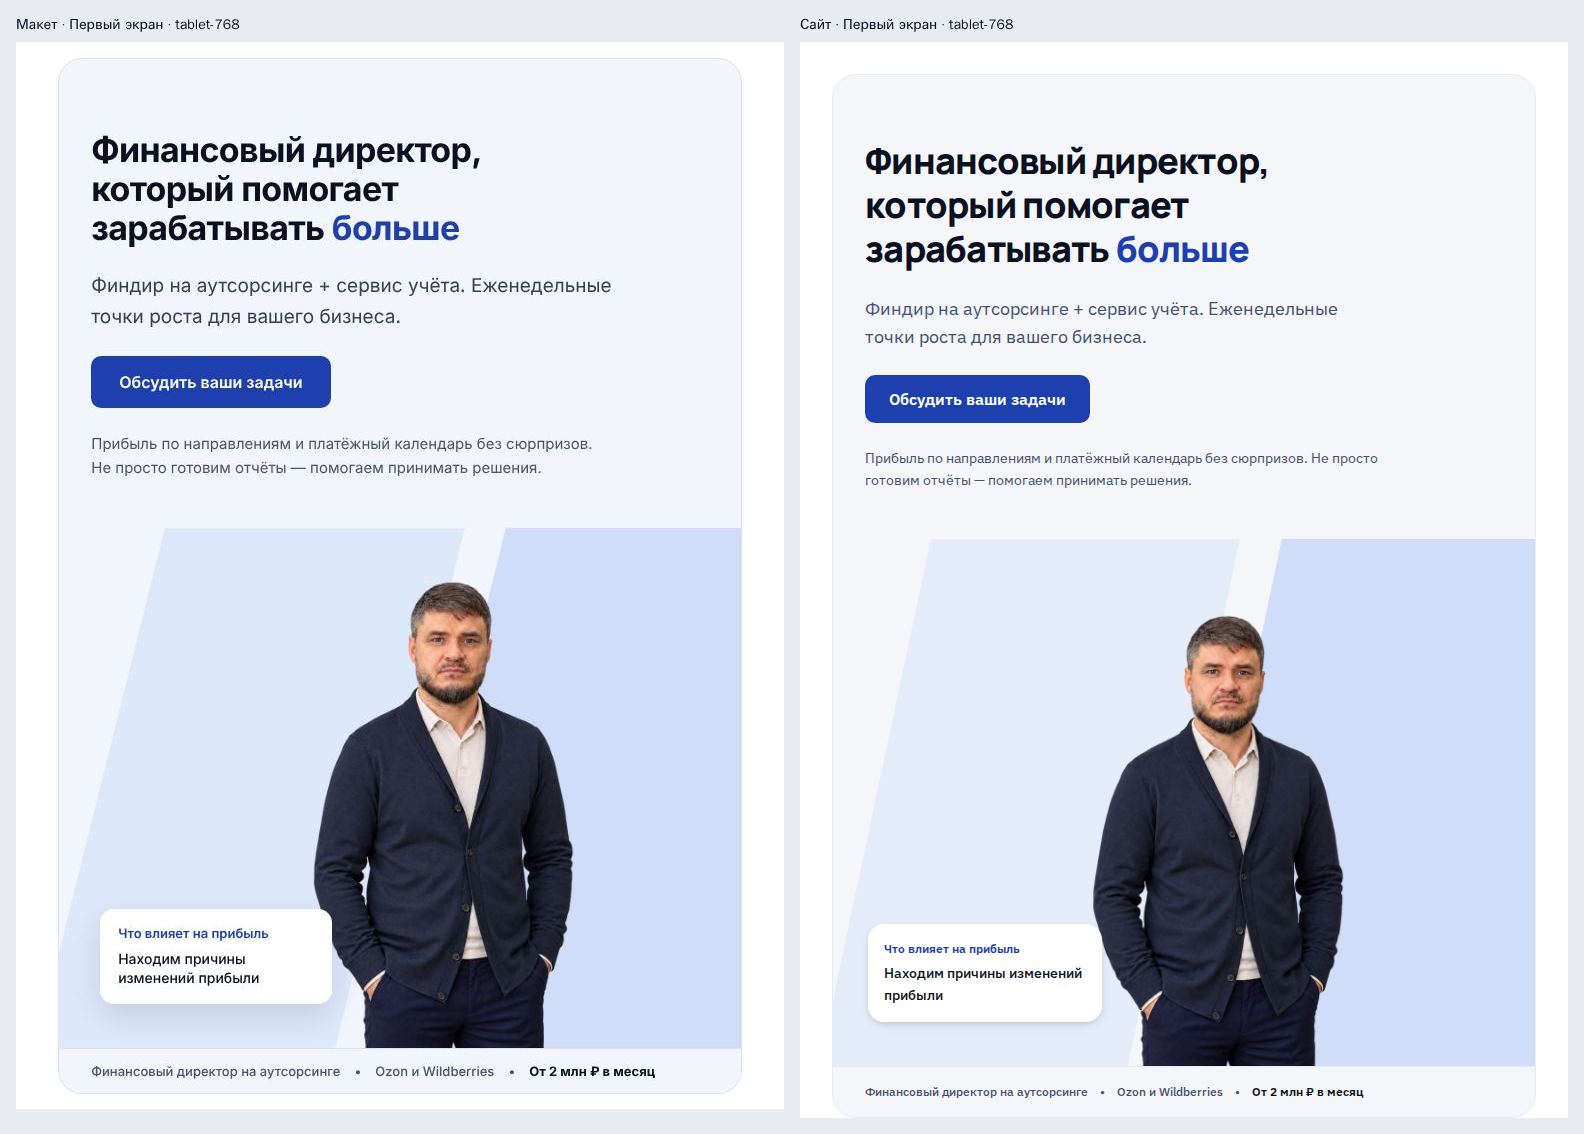 Макет · Первый экран · tablet-768
Финансовый директор,
который помогает
зарабатывать больше
Финдир на аутсорсинге + сервис учёта. Еженедельные
точки роста для вашего бизнеса.
Обсудить ваши задачи
Прибыль по направлениям и платёжный календарь без сюрпризов.
Не просто готовим отчёты — помогаем принимать решения.
Что влияет на прибыль
Находим причины
изменений прибыли
Финансовый директор на аутсорсинге • Ozon и Wildberries • От 2 млн ₽ в месяц
Сайт · Первый экран · tablet-768
Финансовый директор,
который помогает
зарабатывать больше
Финдир на аутсорсинге + сервис учёта. Еженедельные
точки роста для вашего бизнеса.
Обсудить ваши задачи
Прибыль по направлениям и платёжный календарь без сюрпризов. Не просто
готовим отчёты — помогаем принимать решения.
Что влияет на прибыль
Находим причины изменений
прибыли
Финансовый директор на аутсорсинге • Ozon и Wildberries • От 2 млн ₽ в месяц